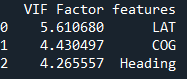 VIF Factor features
0 5.610680 LAT
1 4.430497 COG
2 4.265557 Heading